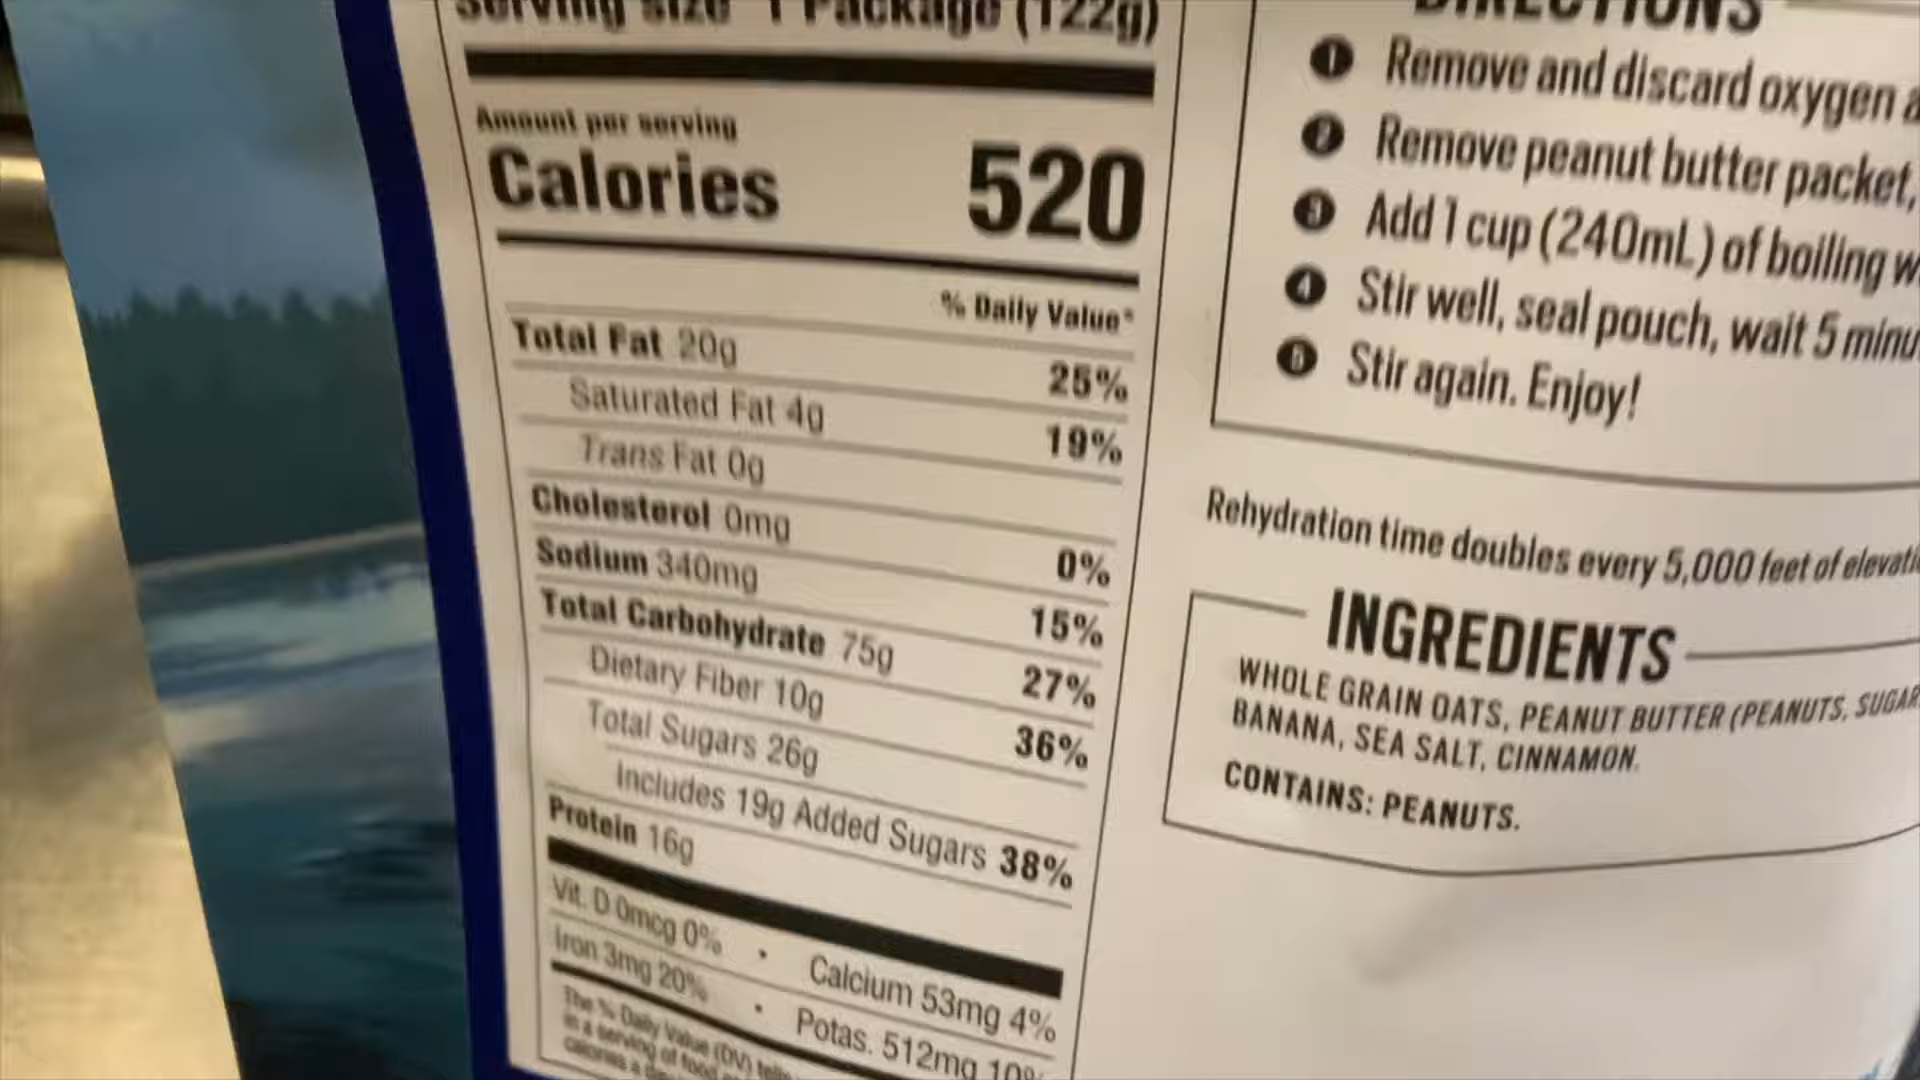 Serving size 1 Package (122g)
Amount per serving
Calories 520
% Daily Value*
Total Fat 20g 25%
Saturated Fat 4g 19%
Trans Fat 0g
Cholesterol 0mg 0%
Sodium 340mg 15%
Total Carbohydrate 75g 27%
Dietary Fiber 10g 36%
Total Sugars 26g
Includes 19g Added Sugars 38%
Protein 16g
Vit. D 0mcg 0% • Calcium 53mg 4%
Iron 3mg 20% • Potas. 512mg 10%
The % Daily Value (DV) tells
in a serving of food
calories a
DIRECTIONS
1 Remove and discard oxygen
2 Remove peanut butter packet,
3 Add 1 cup (240mL) of boiling
4 Stir well, seal pouch, wait 5
5 Stir again. Enjoy!
Rehydration time doubles every 5,000 feet of
INGREDIENTS
WHOLE GRAIN OATS, PEANUT BUTTER (PEANUTS, SUGAR
BANANA, SEA SALT, CINNAMON.
CONTAINS: PEANUTS.